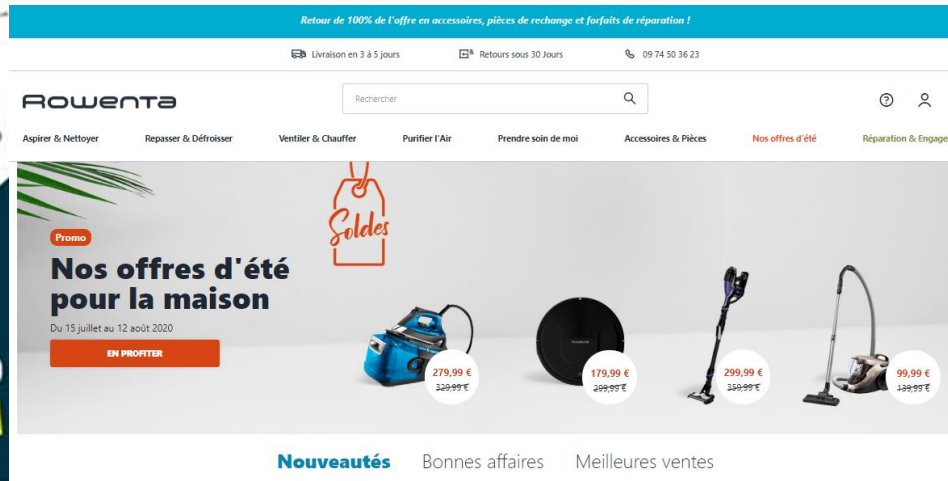 Retour de 100% de l'offre en accessoires, pièces de rechange et forfaits de réparation !
Livraison en 3 à 5 jours
Retours sous 30 Jours
09 74 50 36 23
Rowenta
Rechercher
Aspirer & Nettoyer
Repasser & Défroisser
Ventiler & Chauffer
Purifier l'Air
Prendre soin de moi
Accessoires & Pièces
Nos offres d'été
Réparation & Engage
Soldes
Promo
Nos offres d'été
pour la maison
Du 15 juillet au 12 août 2020
EN PROFITER
279,99 €
329,99 €
179,99 €
299,99 €
299,99 €
359,99 €
99,99 €
139,99 €
Nouveautés
Bonnes affaires
Meilleures ventes